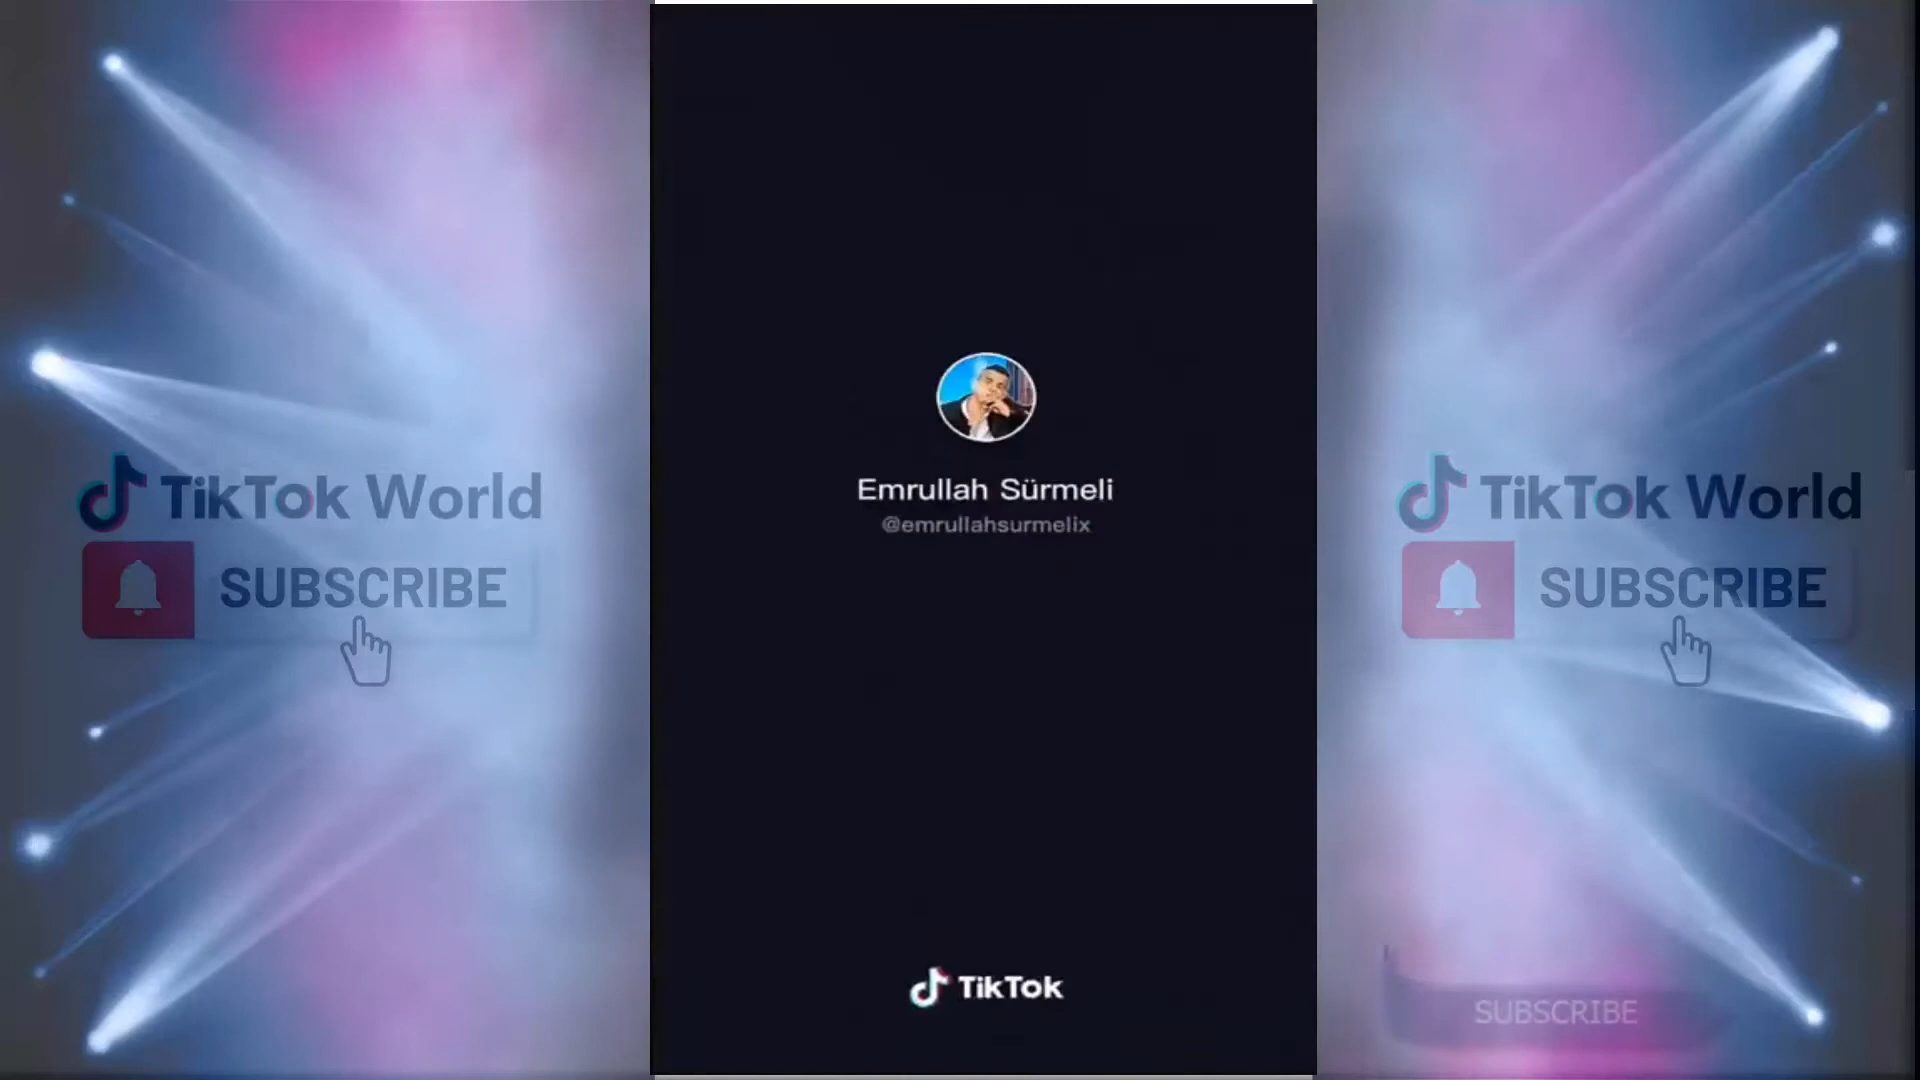 TikTok World
SUBSCRIBE
Emrullah Sürmeli
@emrullahsurmelix
TikTok
TikTok World
SUBSCRIBE
SUBSCRIBE